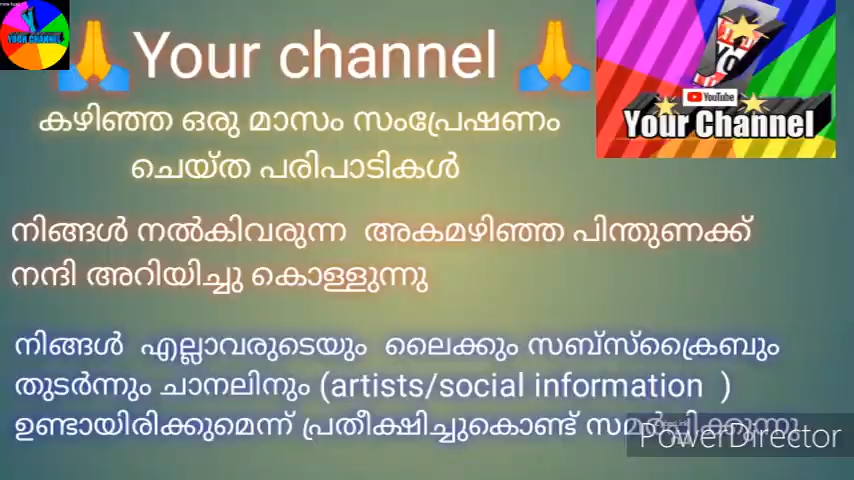 YOUR CHANNEL
🙏Your channel 🙏
YouTube
Your Channel
കഴിഞ്ഞ ഒരു മാസം സംപ്രേഷണം
ചെയ്ത പരിപാടികൾ
നിങ്ങൾ നൽകിവരുന്ന അകമഴിഞ്ഞ പിന്തുണക്ക്
നന്ദി അറിയിച്ചു കൊള്ളുന്നു
നിങ്ങൾ എല്ലാവരുടെയും ലൈക്കും സബ്സ്ക്രൈബും
തുടർന്നും ചാനലിനും (artists/social information )
ഉണ്ടായിരിക്കുമെന്ന് പ്രതീക്ഷിച്ചുകൊണ്ട് സമർപ്പിക്കുന്നു
PowerDirector